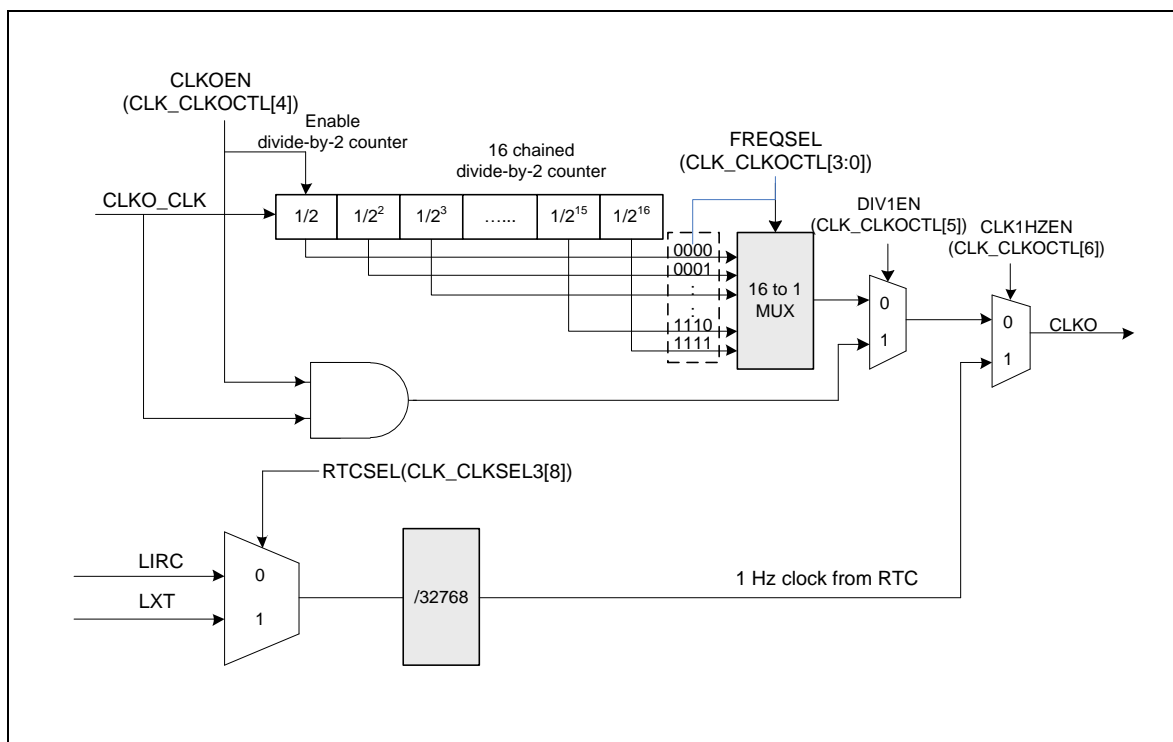 CLKOEN
(CLK_CLKOCTL[4])
Enable
divide-by-2 counter
16 chained
divide-by-2 counter
FREQSEL
(CLK_CLKOCTL[3:0])
DIV1EN
(CLK_CLKOCTL[5])
CLK1HZEN
(CLK_CLKOCTL[6])
CLKO_CLK
1/2 1/2² 1/2³ …... 1/2¹⁵ 1/2¹⁶
0000
0001
:
:
1110
1111
16 to 1
MUX
0
1
0
1
CLKO
RTCSEL(CLK_CLKSEL3[8])
LIRC
LXT
0
1
/32768
1 Hz clock from RTC